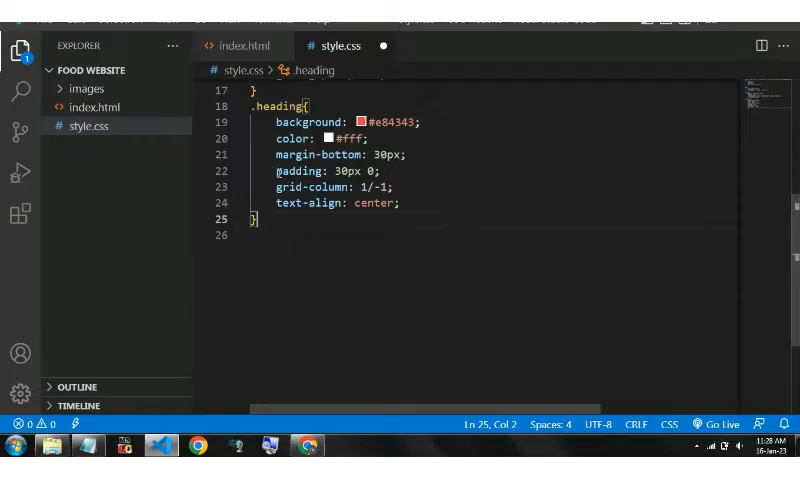 EXPLORER ... index.html style.css
FOOD WEBSITE style.css > .heading
images
17 }
index.html
18 .heading{
style.css
19 background: #e84343;
20 color: #fff;
21 margin-bottom: 30px;
22 padding: 30px 0;
23 grid-column: 1/-1;
24 text-align: center;
25 }
26
OUTLINE
TIMELINE
0 0 Ln 25, Col 2 Spaces: 4 UTF-8 CRLF CSS Go Live
11:28 AM
16-Jan-23